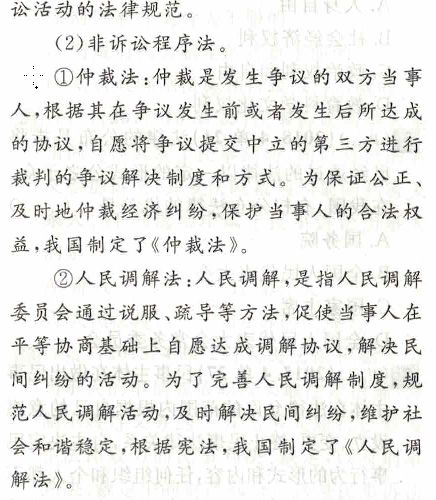 讼活动的法律规范。
(2)非诉讼程序法。
①仲裁法:仲裁是发生争议的双方当事
人,根据其在争议发生前或者发生后所达成
的协议,自愿将争议提交中立的第三方进行
裁判的争议解决制度和方式。为保证公正、
及时地仲裁经济纠纷,保护当事人的合法权
益,我国制定了《仲裁法》。
②人民调解法:人民调解,是指人民调解
委员会通过说服、疏导等方法,促使当事人在
平等协商基础上自愿达成调解协议,解决民
间纠纷的活动。为了完善人民调解制度,规
范人民调解活动,及时解决民间纠纷,维护社
会和谐稳定,根据宪法,我国制定了《人民调
解法》。